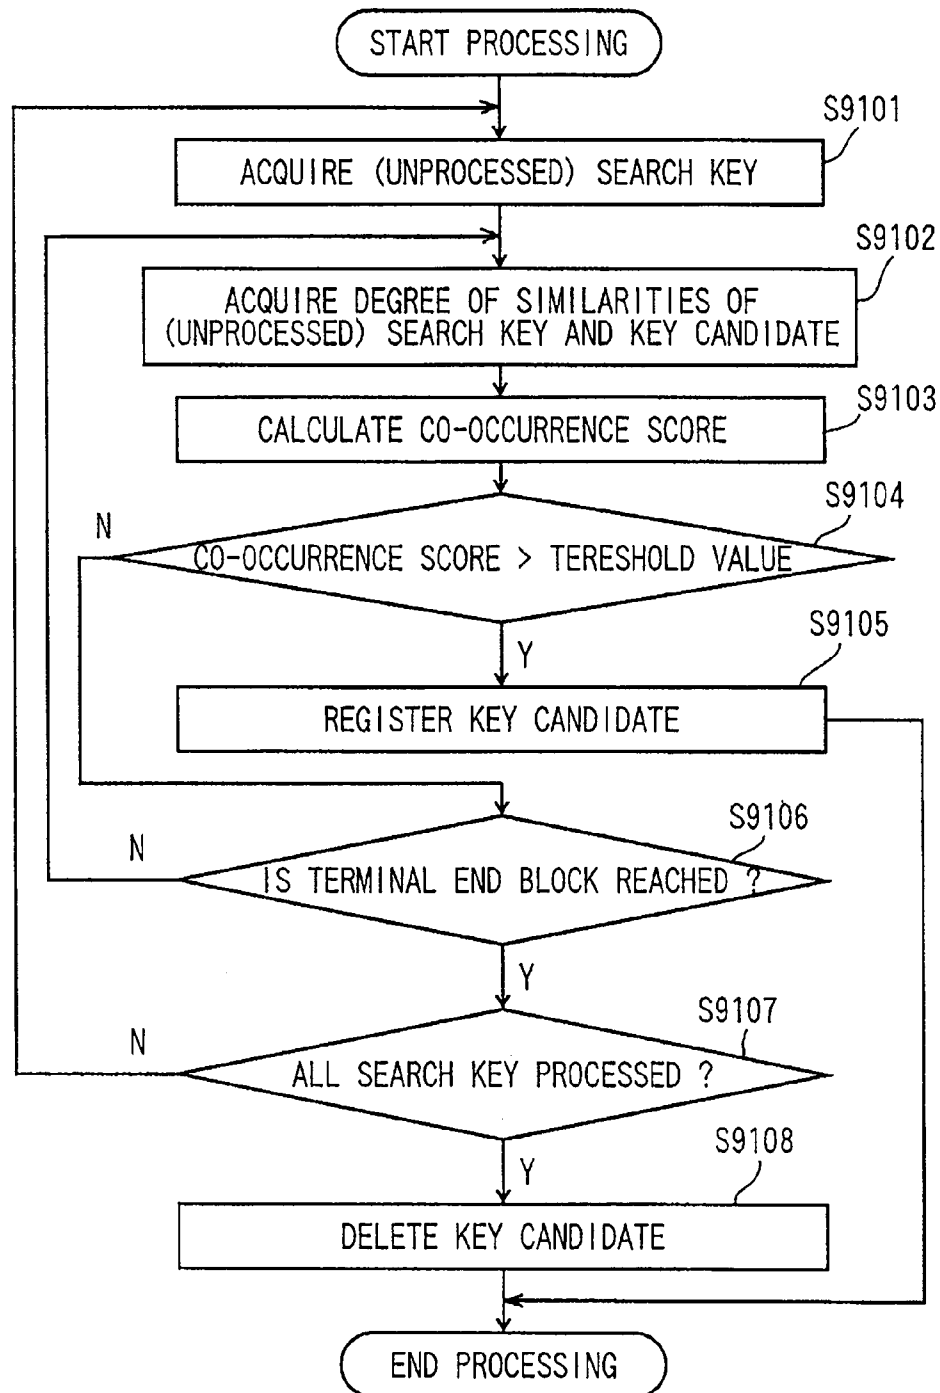 START PROCESSING
S9101
ACQUIRE (UNPROCESSED) SEARCH KEY
S9102
ACQUIRE DEGREE OF SIMILARITIES OF
(UNPROCESSED) SEARCH KEY AND KEY CANDIDATE
S9103
CALCULATE CO-OCCURRENCE SCORE
S9104
N
CO-OCCURRENCE SCORE > TERESHOLD VALUE
Y
S9105
REGISTER KEY CANDIDATE
S9106
N
IS TERMINAL END BLOCK REACHED ?
Y
S9107
N
ALL SEARCH KEY PROCESSED ?
Y
S9108
DELETE KEY CANDIDATE
END PROCESSING